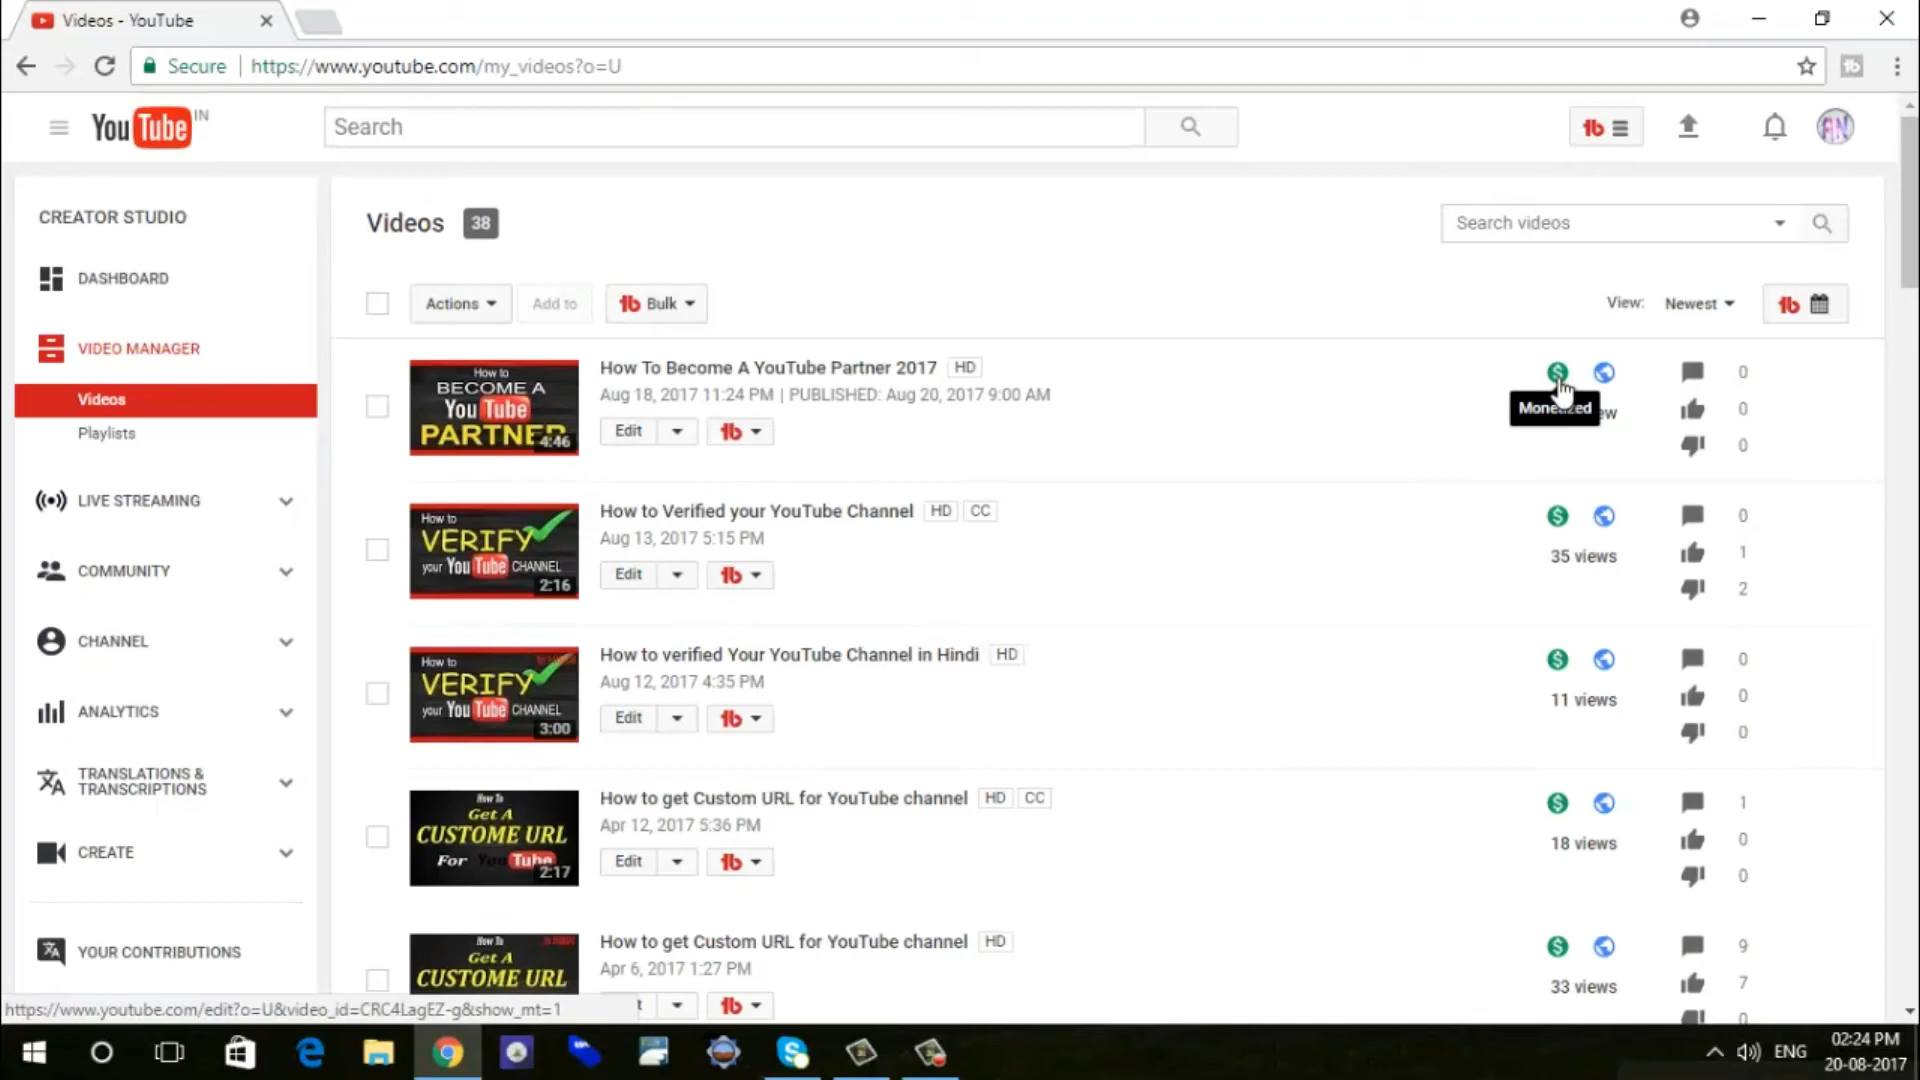 Videos - YouTube
Secure | https://www.youtube.com/my_videos?o=U
YouTube IN
Search
CREATOR STUDIO
DASHBOARD
VIDEO MANAGER
Videos
Playlists
LIVE STREAMING
COMMUNITY
CHANNEL
ANALYTICS
TRANSLATIONS &
TRANSCRIPTIONS
CREATE
YOUR CONTRIBUTIONS
Videos 38
Search videos
Actions Add to tb Bulk
View: Newest tb
How to
BECOME A
YouTube
PARTNER
4:46
How To Become A YouTube Partner 2017 HD
Aug 18, 2017 11:24 PM | PUBLISHED: Aug 20, 2017 9:00 AM
Edit tb
Monetized
0
0
0
How to
VERIFY
your YouTube CHANNEL
2:16
How to Verified your YouTube Channel HD CC
Aug 13, 2017 5:15 PM
Edit tb
35 views
0
1
2
How to
VERIFY
your YouTube CHANNEL
3:00
How to verified Your YouTube Channel in Hindi HD
Aug 12, 2017 4:35 PM
Edit tb
11 views
0
0
0
How To
Get A
CUSTOME URL
For YouTube
2:17
How to get Custom URL for YouTube channel HD CC
Apr 12, 2017 5:36 PM
Edit tb
18 views
1
0
0
How To
Get A
CUSTOME URL
How to get Custom URL for YouTube channel HD
Apr 6, 2017 1:27 PM
tb
33 views
9
7
0
https://www.youtube.com/edit?o=U&video_id=CRC4LagEZ-g&show_mt=1
ENG
02:24 PM
20-08-2017